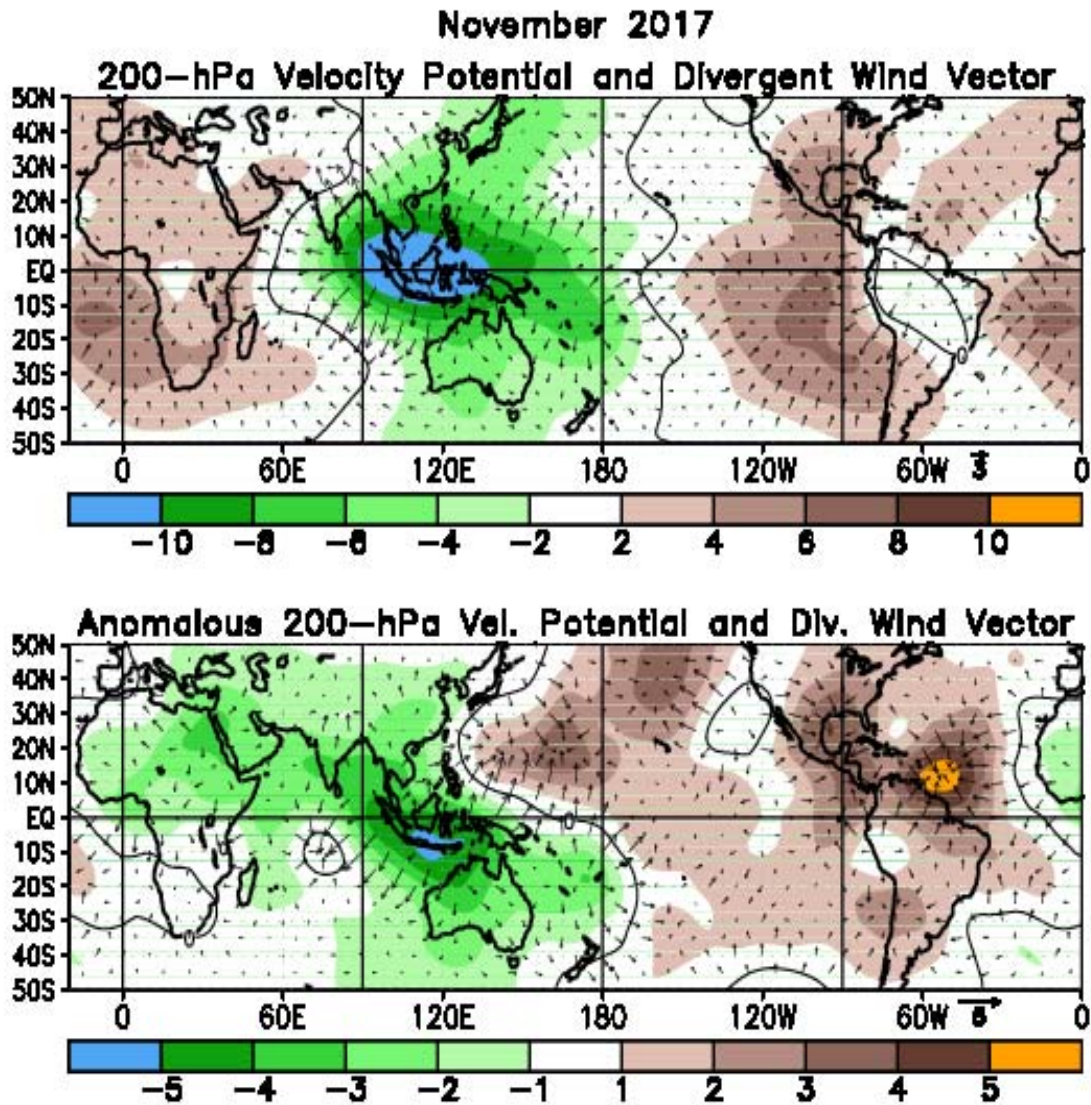 November 2017
200-hPa Velocity Potential and Divergent Wind Vector
50N
40N
30N
20N
10N
EQ
10S
20S
30S
40S
50S
0
0 60E 120E 180 120W 60W 3 0
-10 -8 -6 -4 -2 2 4 6 8 10
Anomalous 200-hPa Vel. Potential and Div. Wind Vector
50N
40N
30N
20N
10N
EQ
0
10S
20S
30S
0
40S
50S
0 60E 120E 180 120W 60W 0
-5 -4 -3 -2 -1 1 2 3 4 5